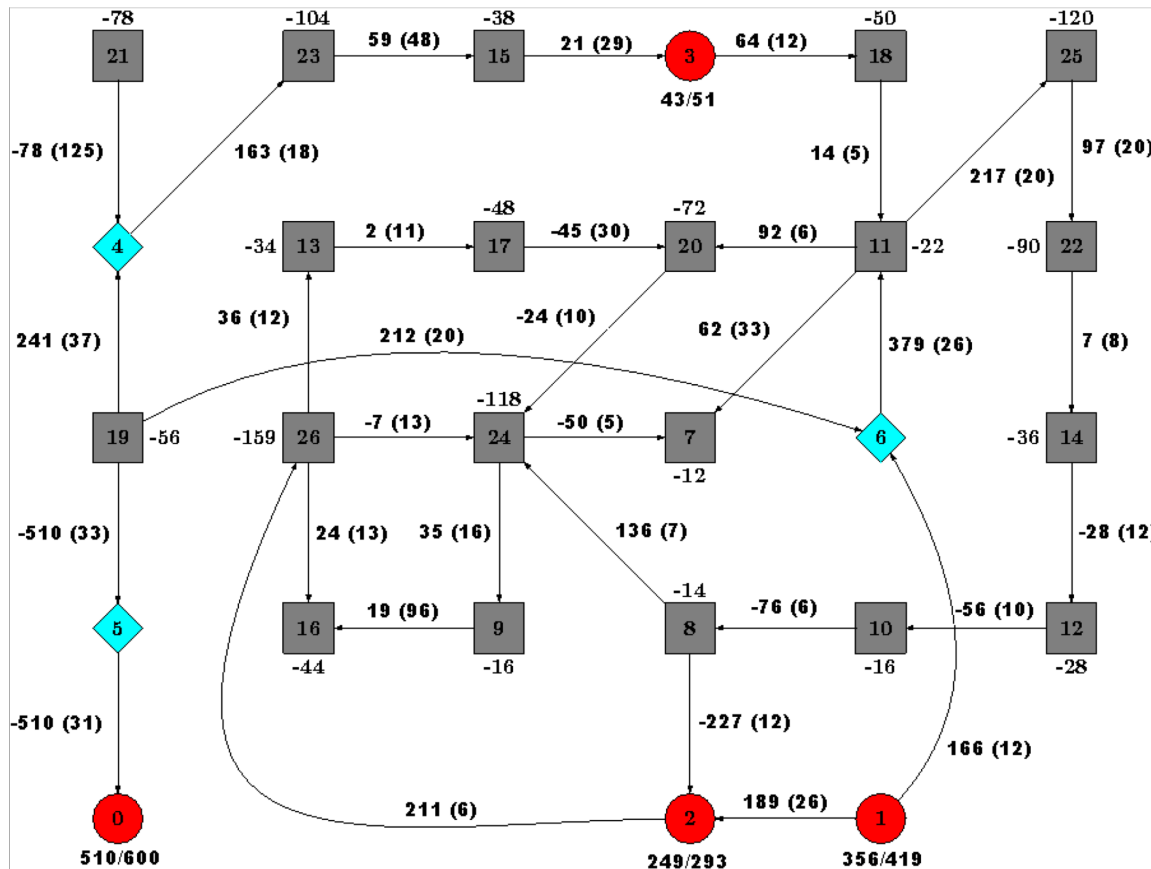 -78 -104 -38 -50 -120
21 23 59 (48) 15 21 (29) 3 64 (12) 18 25
43/51
-78 (125) 163 (18) 14 (5) 217 (20) 97 (20)
-48 -72
4 -34 13 2 (11) 17 -45 (30) 20 92 (6) 11 -22 -90 22
241 (37) 36 (12) 212 (20) -24 (10) 62 (33) 379 (26) 7 (8)
-118
19 -56 -159 26 -7 (13) 24 -50 (5) 7 6 -36 14
-12
-510 (33) 24 (13) 35 (16) 136 (7) -28 (12)
-14
5 16 19 (96) 9 8 -76 (6) 10 -56 (10) 12
-44 -16 -16 -28
-510 (31) -227 (12) 166 (12)
0 211 (6) 2 189 (26) 1
510/600 249/293 356/419